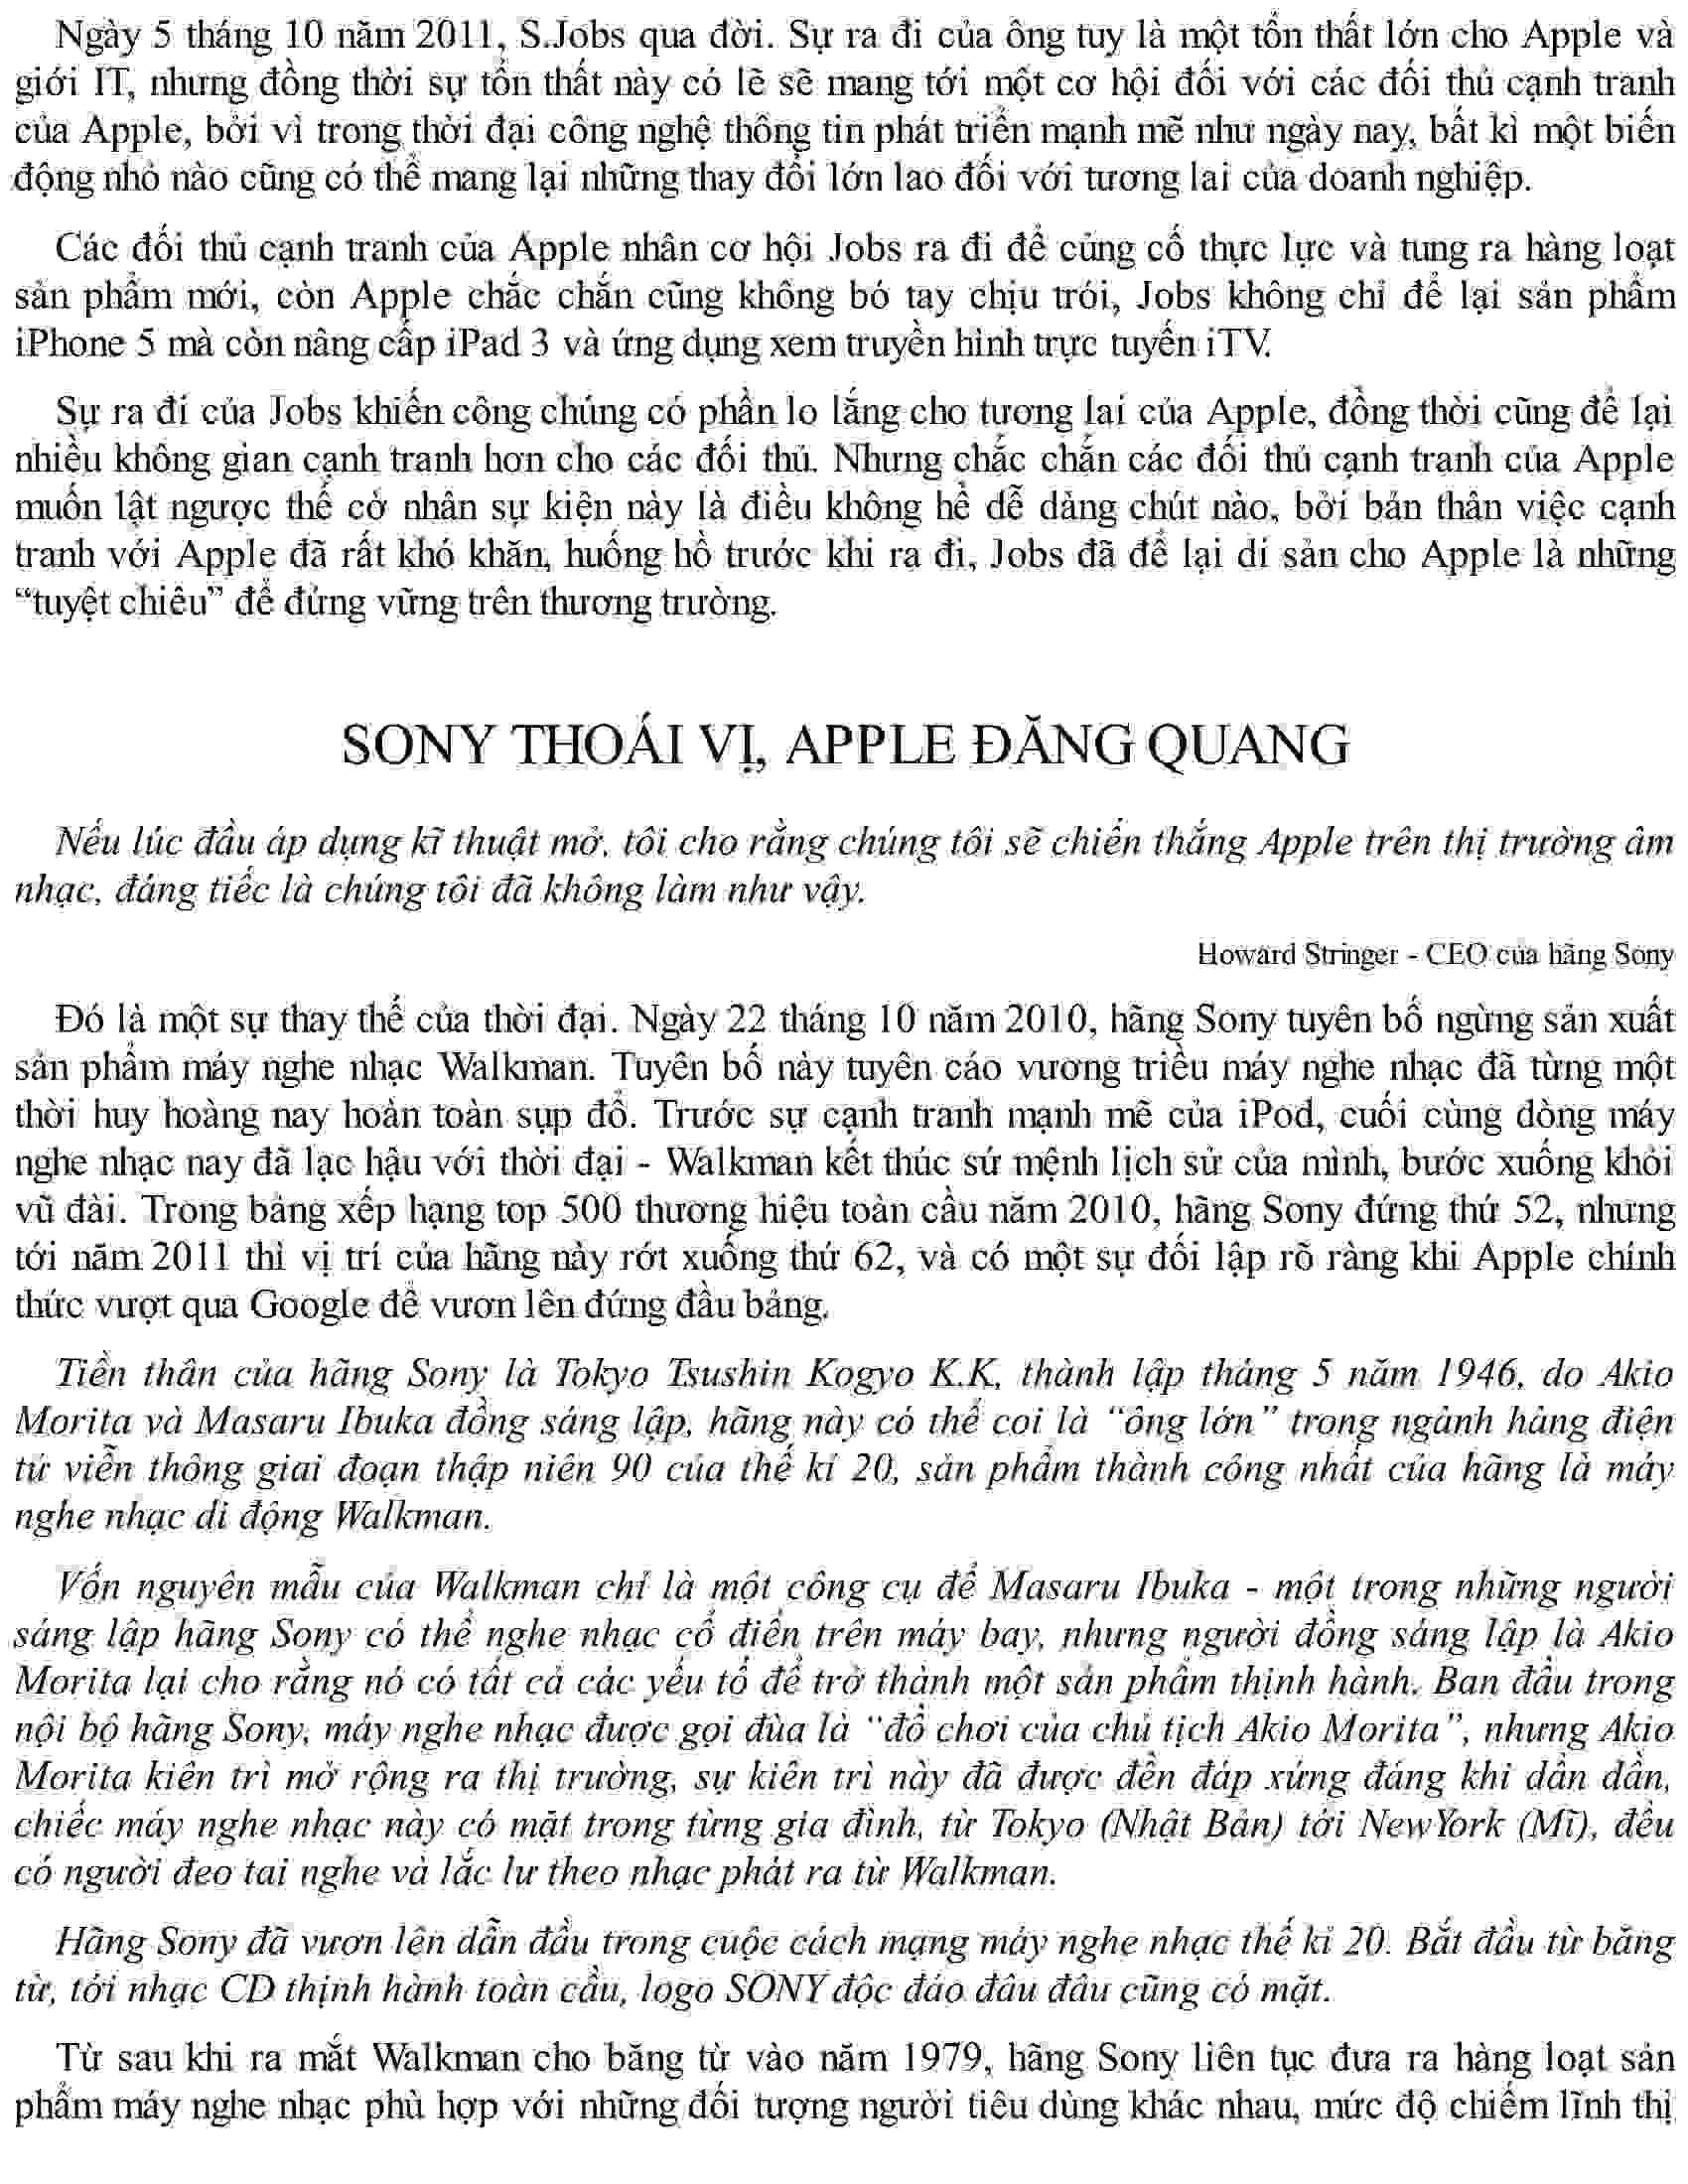 Ngày 5 tháng 10 năm 2011, S.Jobs qua đời. Sự ra đi của ông tuy là một tổn thất lớn cho Apple và
giới IT, nhưng đồng thời sự tổn thất này có lẽ sẽ mang tới một cơ hội đối với các đối thủ cạnh tranh
của Apple, bởi vì trong thời đại công nghệ thông tin phát triển mạnh mẽ như ngày nay, bất kì một biến
động nhỏ nào cũng có thể mang lại những thay đổi lớn lao đối với tương lai của doanh nghiệp.
Các đối thủ cạnh tranh của Apple nhân cơ hội Jobs ra đi để củng cố thực lực và tung ra hàng loạt
sản phẩm mới, còn Apple chắc chắn cũng không bó tay chịu trói, Jobs không chỉ để lại sản phẩm
iPhone 5 mà còn nâng cấp iPad 3 và ứng dụng xem truyền hình trực tuyến iTV.
Sự ra đi của Jobs khiến công chúng có phần lo lắng cho tương lai của Apple, đồng thời cũng để lại
nhiều không gian cạnh tranh hơn cho các đối thủ. Nhưng chắc chắn các đối thủ cạnh tranh của Apple
muốn lật ngược thế cờ nhân sự kiện này là điều không hề dễ dàng chút nào, bởi bản thân việc cạnh
tranh với Apple đã rất khó khăn, huống hồ trước khi ra đi, Jobs đã để lại di sản cho Apple là những
“tuyệt chiêu” để đứng vững trên thương trường.
SONY THOÁI VỊ, APPLE ĐĂNG QUANG
Nếu lúc đầu áp dụng kĩ thuật mở, tôi cho rằng chúng tôi sẽ chiến thắng Apple trên thị trường âm
nhạc, đáng tiếc là chúng tôi đã không làm như vậy.
Howard Stringer - CEO của hãng Sony
Đó là một sự thay thế của thời đại. Ngày 22 tháng 10 năm 2010, hãng Sony tuyên bố ngừng sản xuất
sản phẩm máy nghe nhạc Walkman. Tuyên bố này tuyên cáo vương triều máy nghe nhạc đã từng một
thời huy hoàng nay hoàn toàn sụp đổ. Trước sự cạnh tranh mạnh mẽ của iPod, cuối cùng dòng máy
nghe nhạc nay đã lạc hậu với thời đại - Walkman kết thúc sứ mệnh lịch sử của mình, bước xuống khỏi
vũ đài. Trong bảng xếp hạng top 500 thương hiệu toàn cầu năm 2010, hãng Sony đứng thứ 52, nhưng
tới năm 2011 thì vị trí của hãng này rớt xuống thứ 62, và có một sự đối lập rõ ràng khi Apple chính
thức vượt qua Google để vươn lên đứng đầu bảng.
Tiền thân của hãng Sony là Tokyo Tsushin Kogyo K.K, thành lập tháng 5 năm 1946, do Akio
Morita và Masaru Ibuka đồng sáng lập, hãng này có thể coi là “ông lớn” trong ngành hàng điện
tử viễn thông giai đoạn thập niên 90 của thế kỉ 20, sản phẩm thành công nhất của hãng là máy
nghe nhạc di động Walkman.
Vốn nguyên mẫu của Walkman chỉ là một công cụ để Masaru Ibuka - một trong những người
sáng lập hãng Sony có thể nghe nhạc cổ điển trên máy bay, nhưng người đồng sáng lập là Akio
Morita lại cho rằng nó có tất cả các yếu tố để trở thành một sản phẩm thịnh hành. Ban đầu trong
nội bộ hãng Sony, máy nghe nhạc được gọi đùa là “đồ chơi của chủ tịch Akio Morita”, nhưng Akio
Morita kiên trì mở rộng ra thị trường, sự kiên trì này đã được đền đáp xứng đáng khi dần dần,
chiếc máy nghe nhạc này có mặt trong từng gia đình, từ Tokyo (Nhật Bản) tới NewYork (Mĩ), đều
có người đeo tai nghe và lắc lư theo nhạc phát ra từ Walkman.
Hãng Sony đã vươn lên dẫn đầu trong cuộc cách mạng máy nghe nhạc thế kỉ 20. Bắt đầu từ băng
từ, tới nhạc CD thịnh hành toàn cầu, logo SONY độc đáo đâu đâu cũng có mặt.
Từ sau khi ra mắt Walkman cho băng từ vào năm 1979, hãng Sony liên tục đưa ra hàng loạt sản
phẩm máy nghe nhạc phù hợp với những đối tượng người tiêu dùng khác nhau, mức độ chiếm lĩnh thị